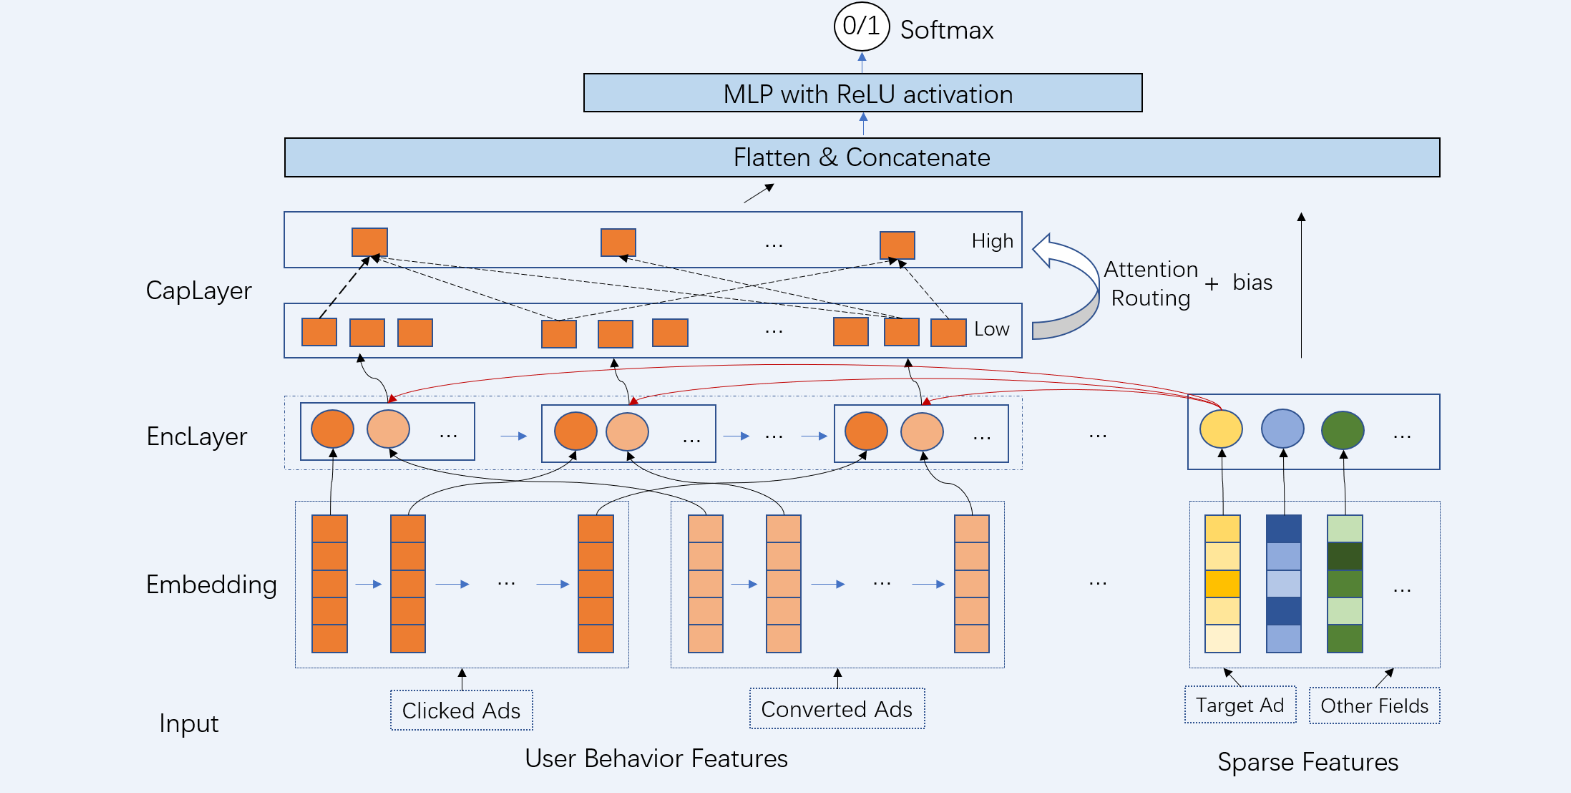 0/1 Softmax
MLP with ReLU activation
Flatten & Concatenate
... High
CapLayer
Attention
Routing + bias
... Low
EncLayer
... ... ... ... ... ...
Embedding
... ... ... ...
Input
Clicked Ads
Converted Ads
Target Ad
Other Fields
User Behavior Features
Sparse Features